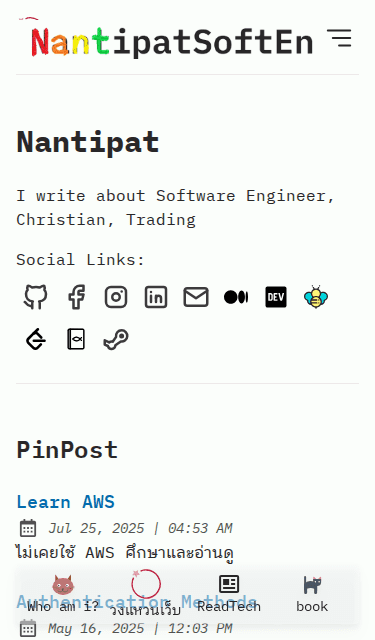 NantipatSoftEn
Nantipat
I write about Software Engineer,
Christian, Trading
Social Links:
DEV
PinPost
Learn AWS
Jul 25, 2025 | 04:53 AM
ไม่เคยใช้ AWS ศึกษาและอ่านดู
Authentication Methods
May 16, 2025 | 12:03 PM
Who am i?
วงแหวนเว็บ
ReadTech
book